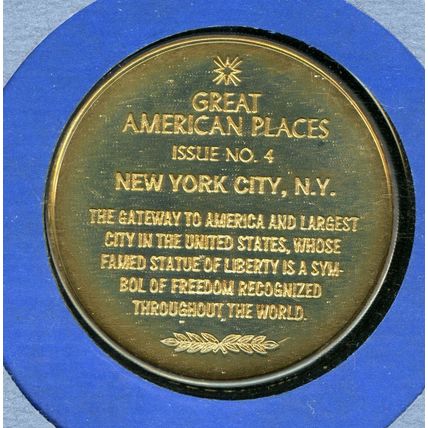 GREAT
AMERICAN PLACES
ISSUE NO. 4
NEW YORK CITY, N.Y.
THE GATEWAY TO AMERICA AND LARGEST
CITY IN THE UNITED STATES, WHOSE
FAMED STATUE OF LIBERTY IS A SYM-
BOL OF FREEDOM RECOGNIZED
THROUGHOUT THE WORLD.